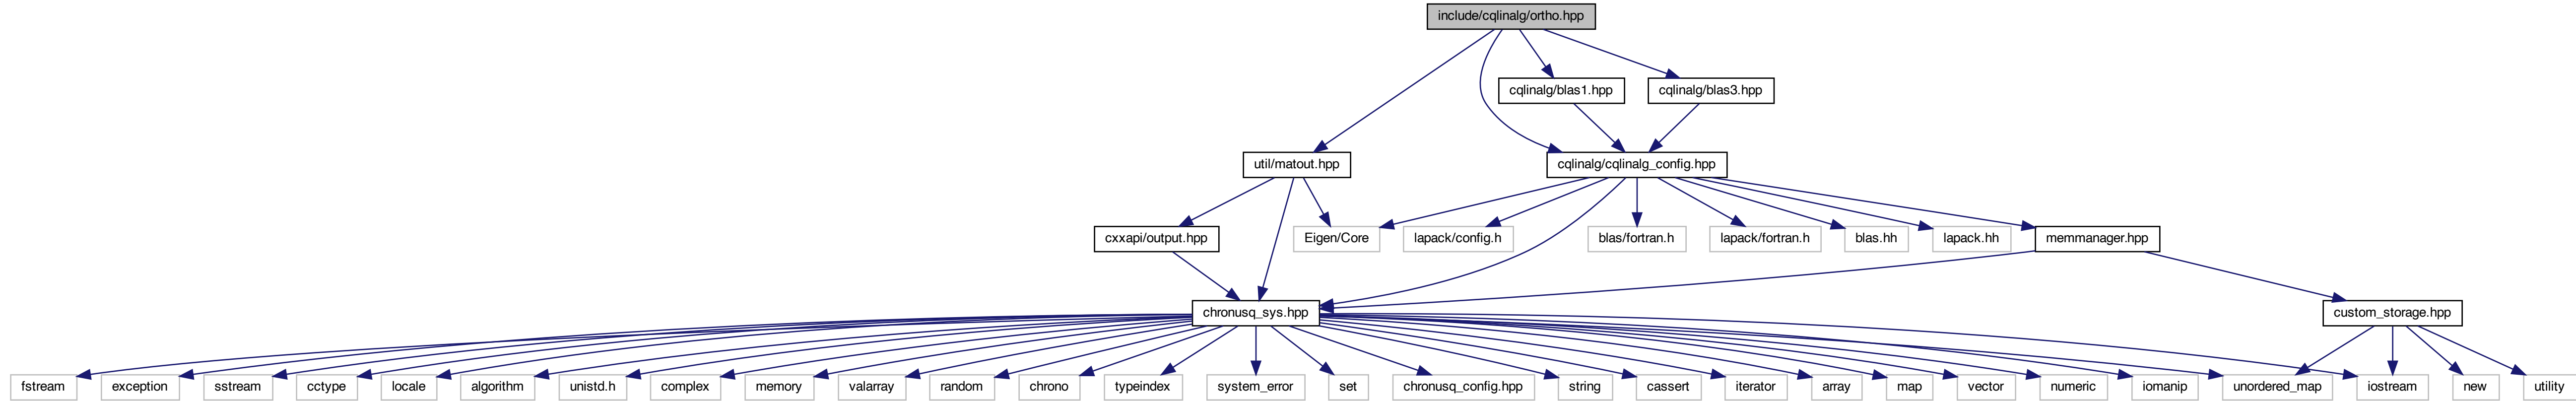 include/cqlinalg/ortho.hpp
cqlinalg/blas1.hpp
cqlinalg/blas3.hpp
util/matout.hpp
cqlinalg/cqlinalg_config.hpp
cxxapi/output.hpp
Eigen/Core
lapack/config.h
blas/fortran.h
lapack/fortran.h
blas.hh
lapack.hh
memmanager.hpp
chronusq_sys.hpp
custom_storage.hpp
fstream
exception
sstream
cctype
locale
algorithm
unistd.h
complex
memory
valarray
random
chrono
typeindex
system_error
set
chronusq_config.hpp
string
cassert
iterator
array
map
vector
numeric
iomanip
unordered_map
iostream
new
utility